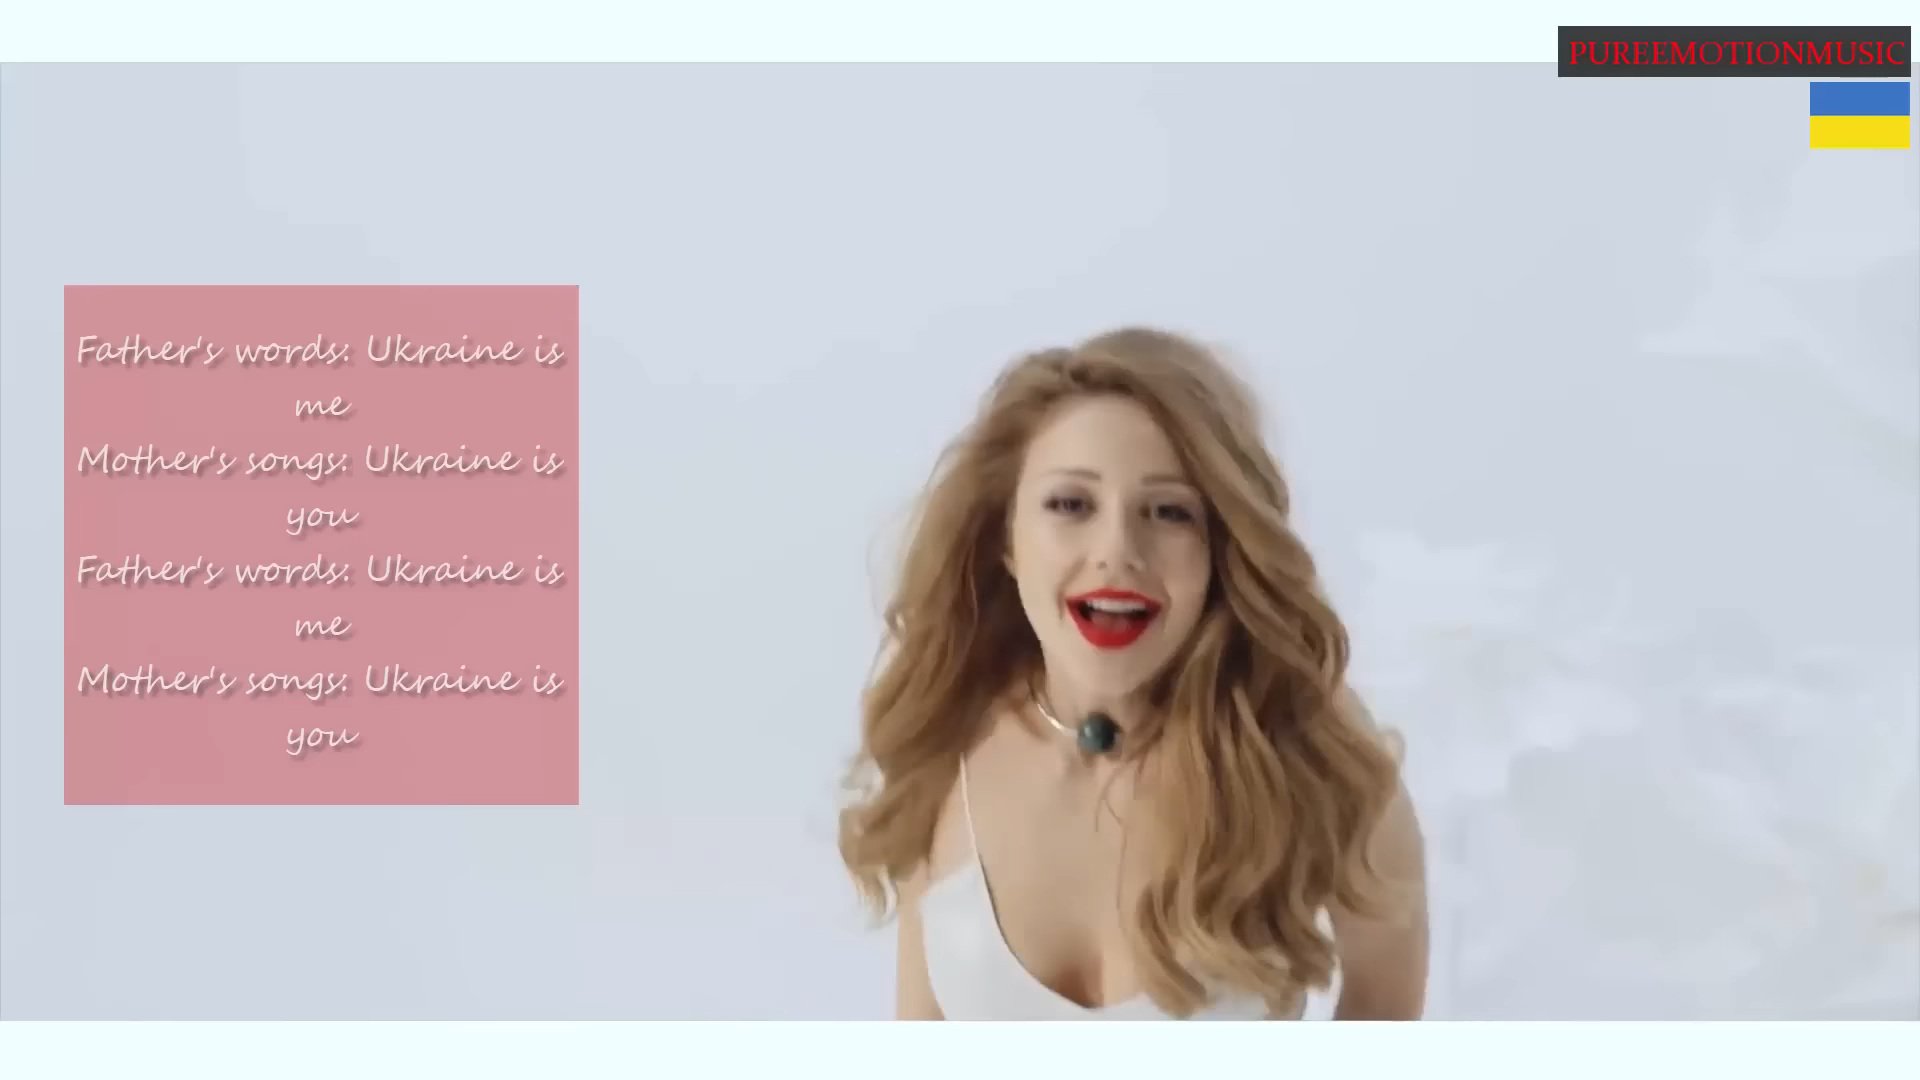 PUREEMOTIONMUSIC
Father's words: Ukraine is
me
Mother's songs: Ukraine is
you
Father's words: Ukraine is
me
Mother's songs: Ukraine is
you